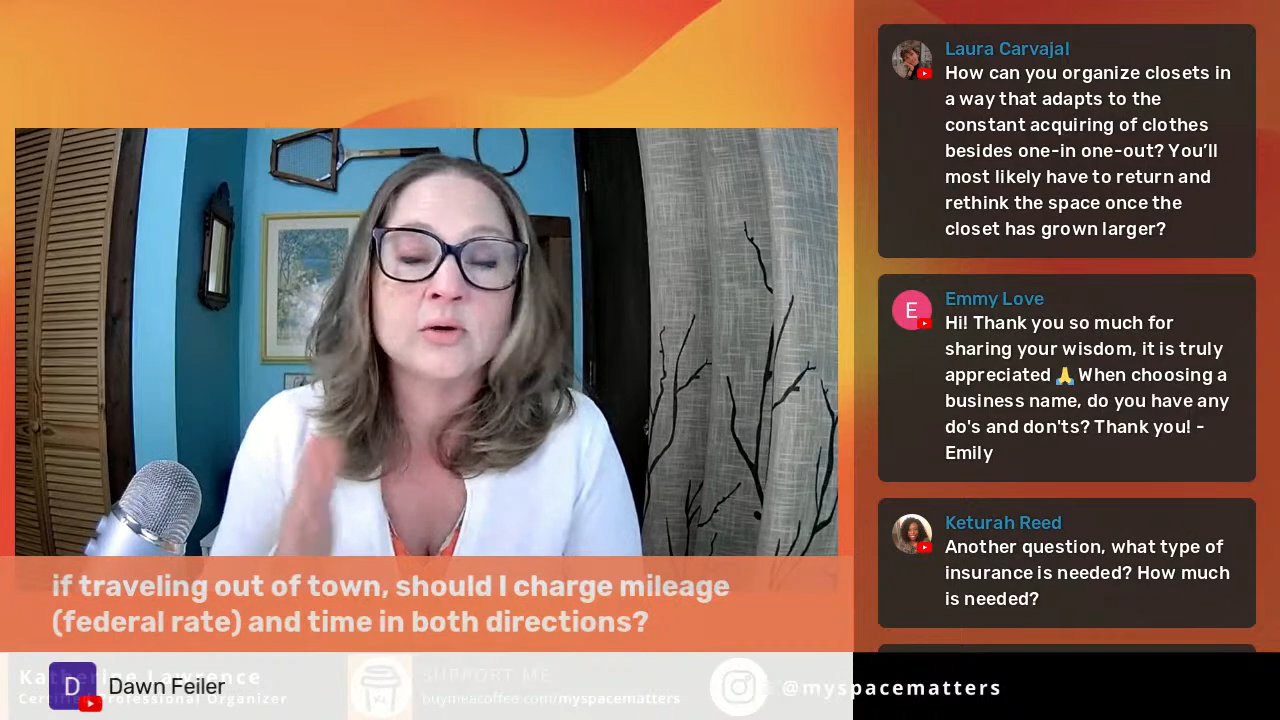 if traveling out of town, should I charge mileage
(federal rate) and time in both directions?
Katherine Lawrence
Certified Professional Organizer
D
Dawn Feiler
SUPPORT ME
buymeacoffee.com/myspacematters
@myspacematters
Laura Carvajal
How can you organize closets in
a way that adapts to the
constant acquiring of clothes
besides one-in one-out? You’ll
most likely have to return and
rethink the space once the
closet has grown larger?
E
Emmy Love
Hi! Thank you so much for
sharing your wisdom, it is truly
appreciated 🙏 When choosing a
business name, do you have any
do's and don'ts? Thank you! -
Emily
Keturah Reed
Another question, what type of
insurance is needed? How much
is needed?